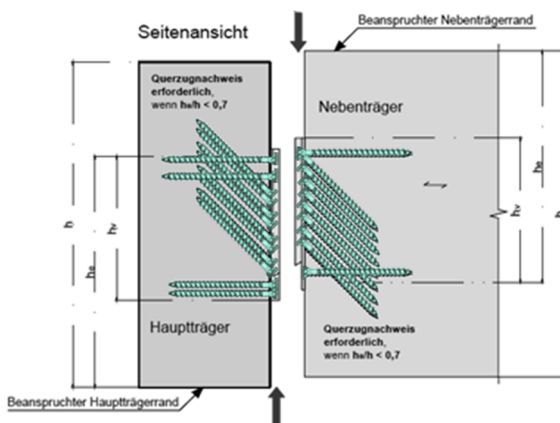 Beanspruchter Nebenträgerrand
Seitenansicht
Querzugnachweis
erforderlich,
wenn he/h < 0,7
Nebenträger
h
he
hv
he
hv
h
Hauptträger
Querzugnachweis
erforderlich,
wenn he/h < 0,7
Beanspruchter Hauptträgerrand